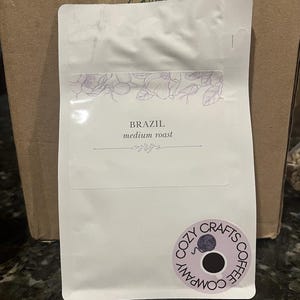 BRAZIL
medium roast
COZY CRAFTS COFFEE COMPANY